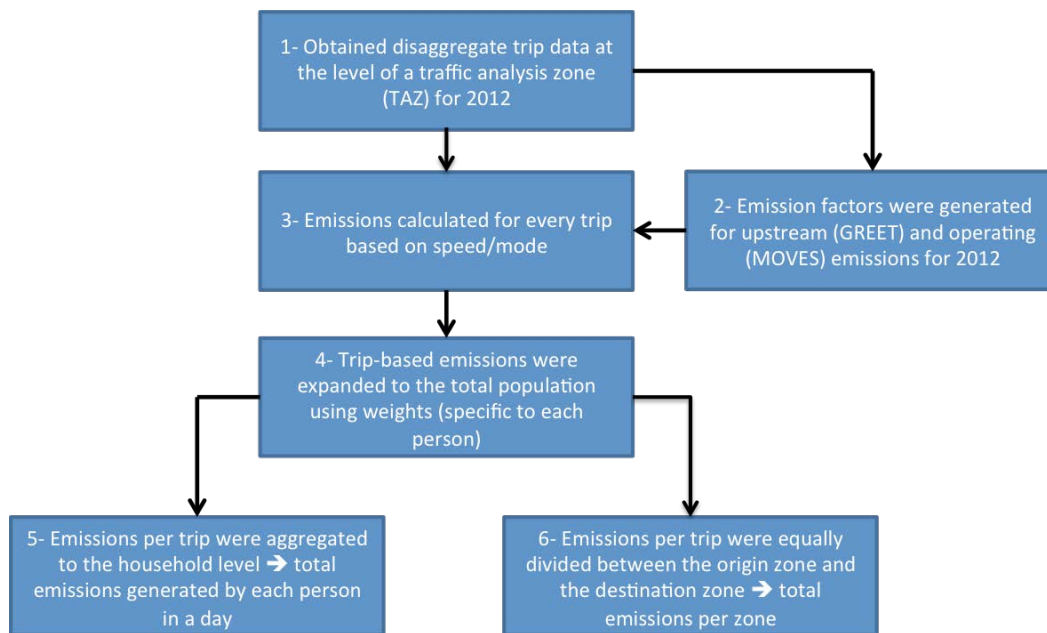 1- Obtained disaggregate trip data at
the level of a traffic analysis zone
(TAZ) for 2012
2- Emission factors were generated
for upstream (GREET) and operating
(MOVES) emissions for 2012
3- Emissions calculated for every trip
based on speed/mode
4- Trip-based emissions were
expanded to the total population
using weights (specific to each
person)
5- Emissions per trip were aggregated
to the household level ➔ total
emissions generated by each person
in a day
6- Emissions per trip were equally
divided between the origin zone and
the destination zone ➔ total
emissions per zone